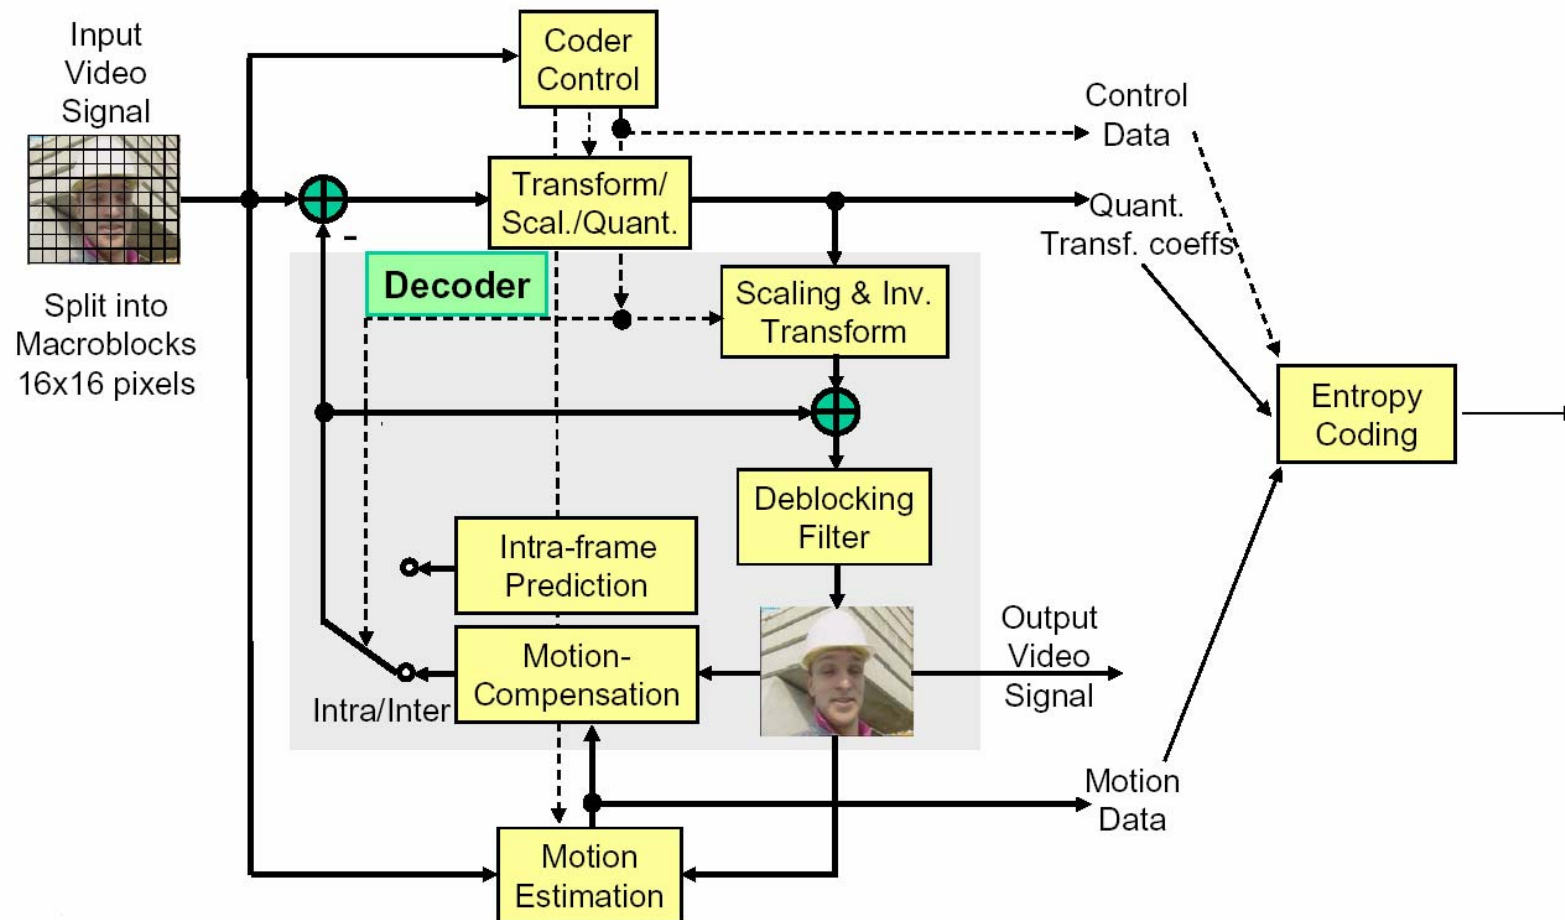 Input
Video
Signal
Split into
Macroblocks
16x16 pixels
Coder
Control
Transform/
Scal./Quant.
-
Decoder
Scaling & Inv.
Transform
Deblocking
Filter
Intra-frame
Prediction
Motion-
Compensation
Intra/Inter
Motion
Estimation
Control
Data
Quant.
Transf. coeffs
Entropy
Coding
Output
Video
Signal
Motion
Data